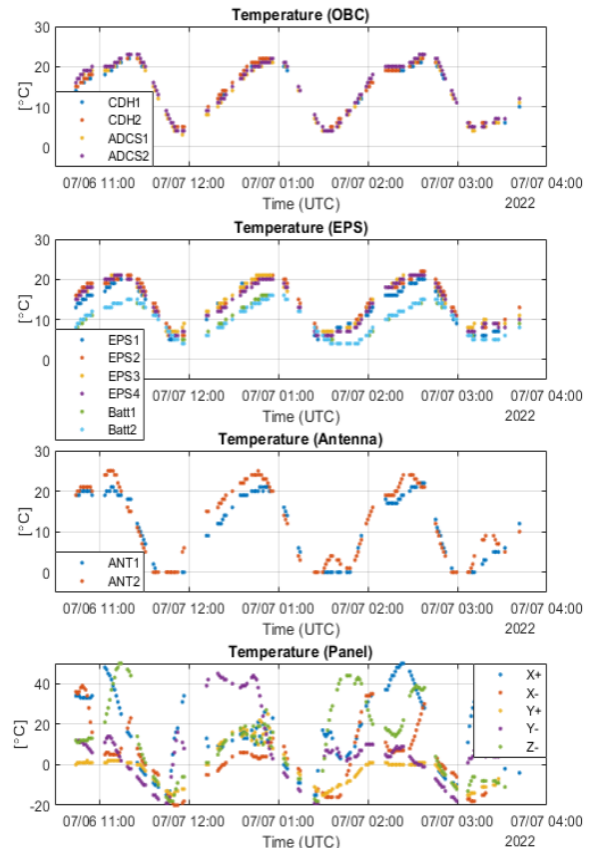 Temperature (OBC)
30
20
10
0
[°C]
CDH1
CDH2
ADCS1
ADCS2
07/06 11:00 07/07 12:00 07/07 01:00 07/07 02:00 07/07 03:00 07/07 04:00
Time (UTC) 2022
Temperature (EPS)
30
20
10
0
[°C]
EPS1
EPS2
EPS3
EPS4
Batt1
Batt2
07/06 11:00 07/07 12:00 07/07 01:00 07/07 02:00 07/07 03:00 07/07 04:00
Time (UTC) 2022
Temperature (Antenna)
30
20
10
0
[°C]
ANT1
ANT2
07/06 11:00 07/07 12:00 07/07 01:00 07/07 02:00 07/07 03:00 07/07 04:00
Time (UTC) 2022
Temperature (Panel)
40
20
0
-20
[°C]
X+
X-
Y+
Y-
Z-
07/06 11:00 07/07 12:00 07/07 01:00 07/07 02:00 07/07 03:00 07/07 04:00
Time (UTC) 2022